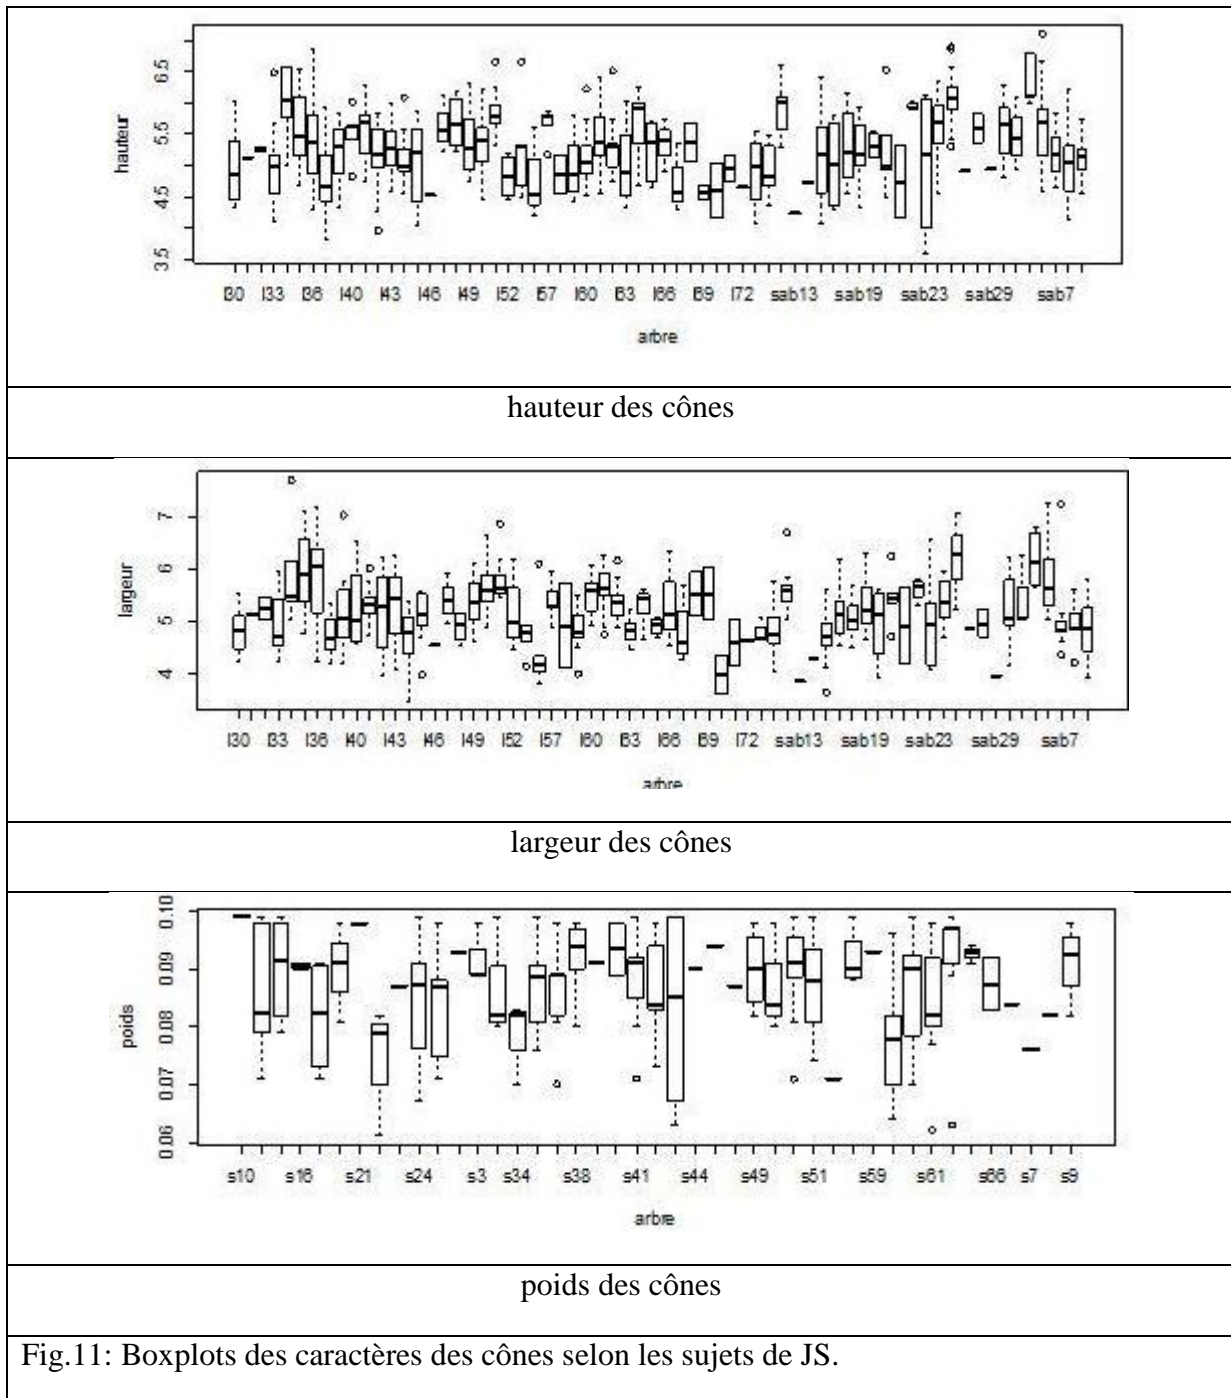 hauteur
3.5 4.5 5.5 6.5
l30 l33 l36 l40 l43 l46 l49 l52 l57 l60 l63 l66 l69 l72 sab13 sab19 sab23 sab29 sab7
arbre
hauteur des cônes
largeur
4 5 6 7
l30 l33 l36 l40 l43 l46 l49 l52 l57 l60 l63 l66 l69 l72 sab13 sab19 sab23 sab29 sab7
arbre
largeur des cônes
poids
0.06 0.07 0.08 0.09 0.10
s10 s16 s21 s24 s3 s34 s38 s41 s44 s49 s51 s59 s61 s66 s7 s9
arbre
poids des cônes
Fig.11: Boxplots des caractères des cônes selon les sujets de JS.